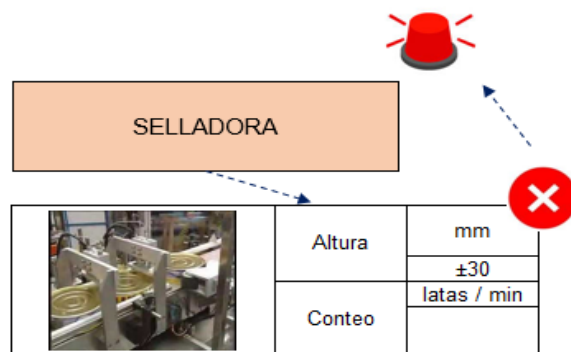 SELLADORA
Altura
mm
±30
Conteo
latas / min